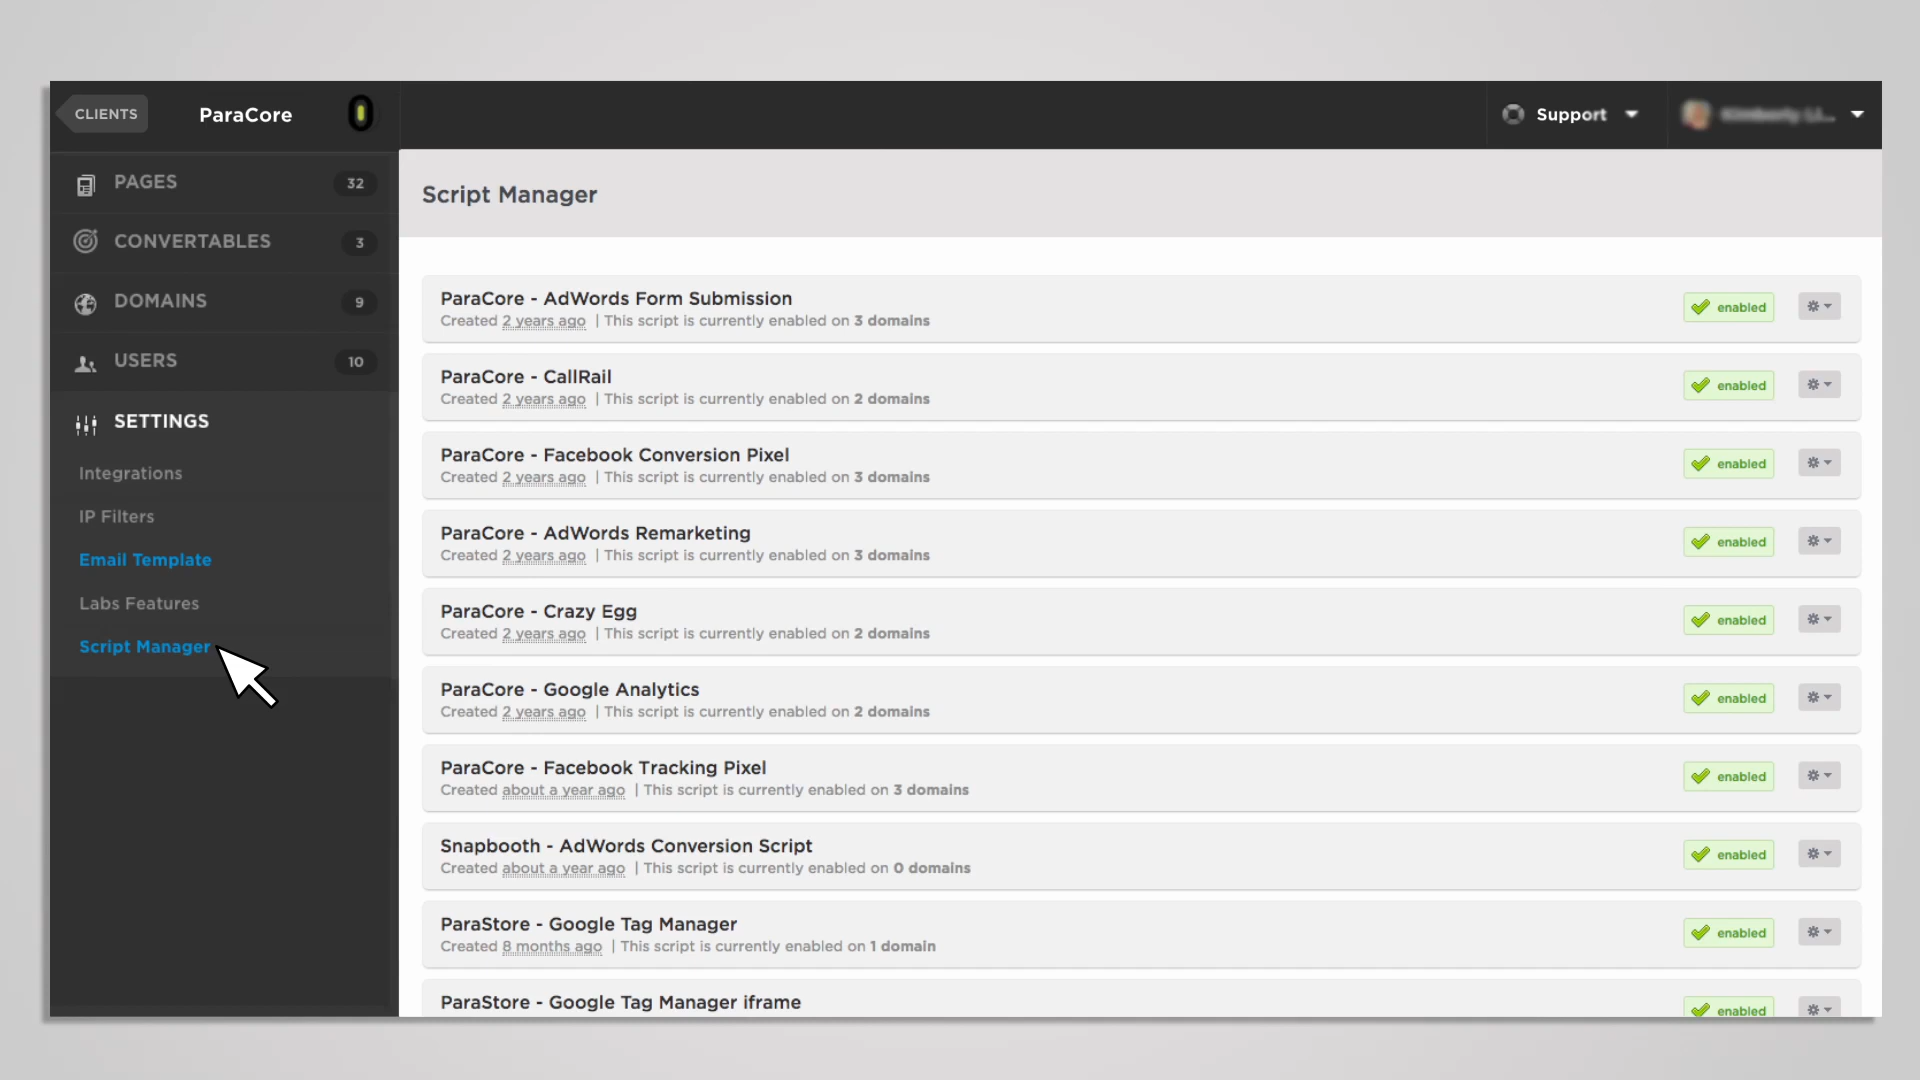 CLIENTS
ParaCore
Support
PAGES
32
CONVERTABLES
3
DOMAINS
9
USERS
10
SETTINGS
Integrations
IP Filters
Email Template
Labs Features
Script Manager
Script Manager
ParaCore - AdWords Form Submission
Created 2 years ago | This script is currently enabled on 3 domains
enabled
ParaCore - CallRail
Created 2 years ago | This script is currently enabled on 2 domains
enabled
ParaCore - Facebook Conversion Pixel
Created 2 years ago | This script is currently enabled on 3 domains
enabled
ParaCore - AdWords Remarketing
Created 2 years ago | This script is currently enabled on 3 domains
enabled
ParaCore - Crazy Egg
Created 2 years ago | This script is currently enabled on 2 domains
enabled
ParaCore - Google Analytics
Created 2 years ago | This script is currently enabled on 2 domains
enabled
ParaCore - Facebook Tracking Pixel
Created about a year ago | This script is currently enabled on 3 domains
enabled
Snapbooth - AdWords Conversion Script
Created about a year ago | This script is currently enabled on 0 domains
enabled
ParaStore - Google Tag Manager
Created 8 months ago | This script is currently enabled on 1 domain
enabled
ParaStore - Google Tag Manager iframe
enabled